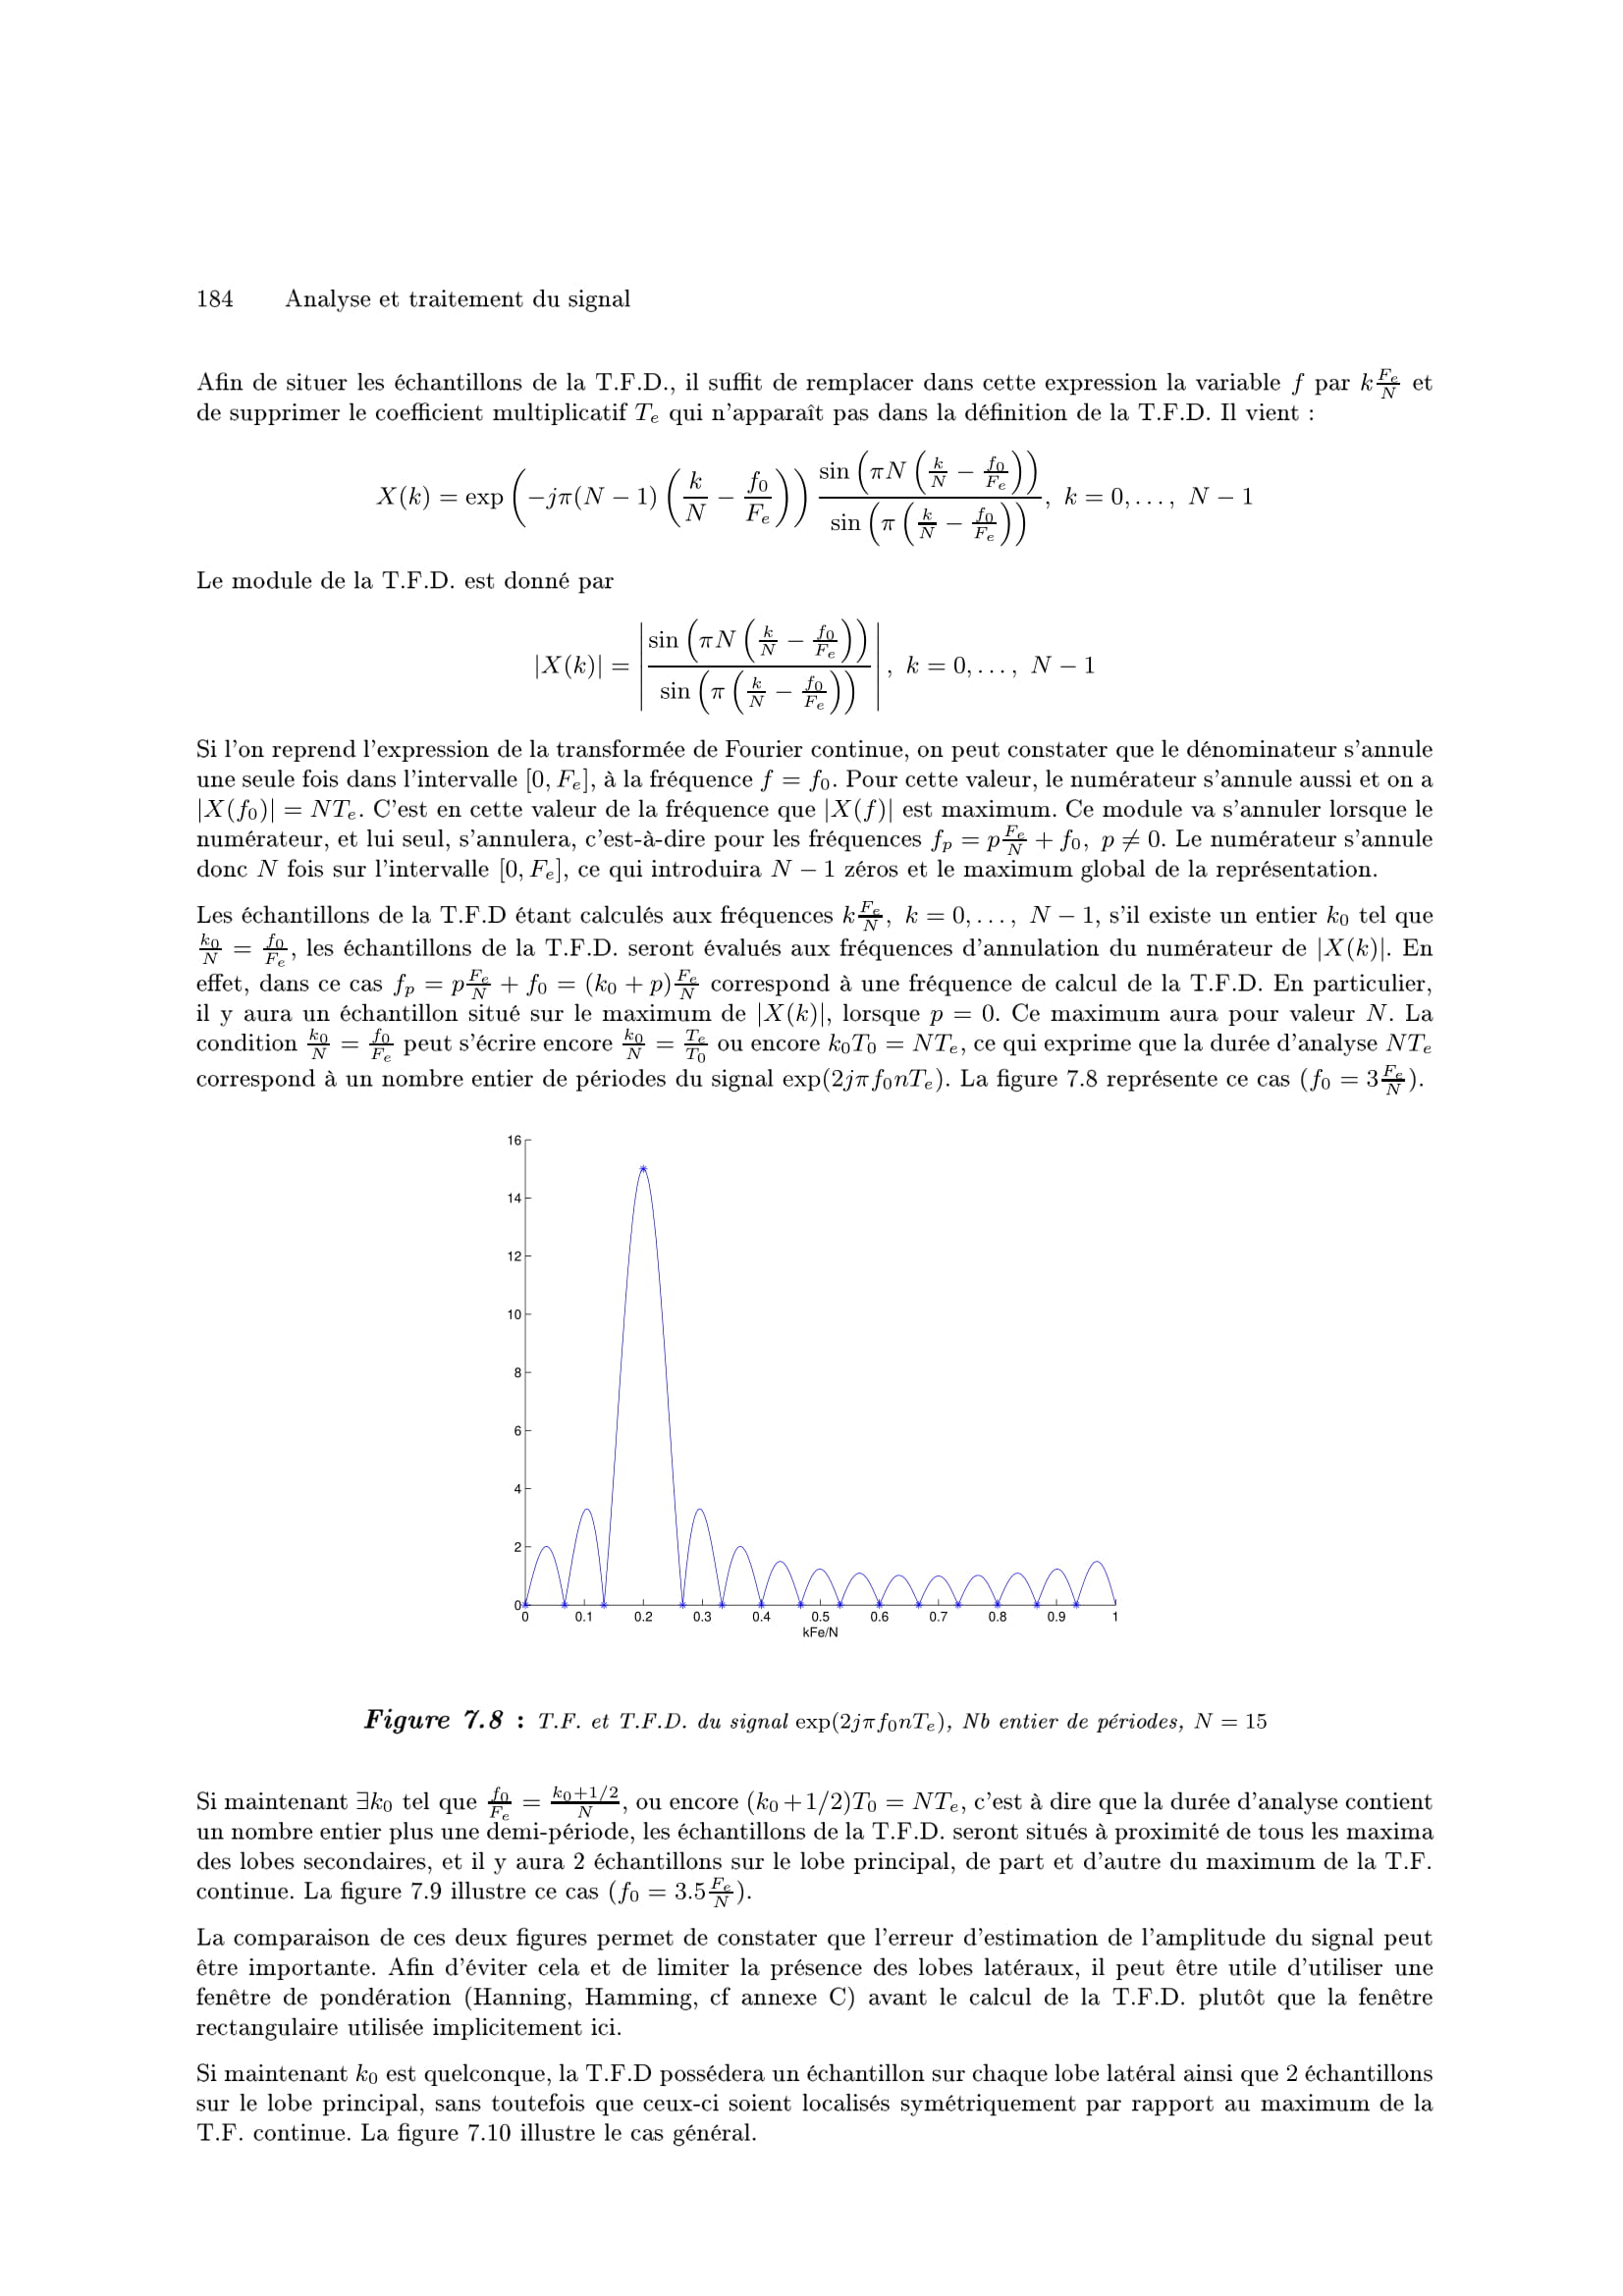 184 Analyse et traitement du signal
Afin de situer les échantillons de la T.F.D., il suffit de remplacer dans cette expression la variable $f$ par $k\frac{F_e}{N}$ et
de supprimer le coefficient multiplicatif $T_e$ qui n'apparaît pas dans la définition de la T.F.D. Il vient :
$X(k) = \exp\left(-j\pi(N-1)\left(\frac{k}{N} - \frac{f_0}{F_e}\right)\right) \frac{\sin\left(\pi N\left(\frac{k}{N} - \frac{f_0}{F_e}\right)\right)}{\sin\left(\pi\left(\frac{k}{N} - \frac{f_0}{F_e}\right)\right)},\ k = 0, \ldots,\ N-1$
Le module de la T.F.D. est donné par
$|X(k)| = \left|\frac{\sin\left(\pi N\left(\frac{k}{N} - \frac{f_0}{F_e}\right)\right)}{\sin\left(\pi\left(\frac{k}{N} - \frac{f_0}{F_e}\right)\right)}\right|,\ k = 0, \ldots,\ N-1$
Si l'on reprend l'expression de la transformée de Fourier continue, on peut constater que le dénominateur s'annule
une seule fois dans l'intervalle $[0, F_e]$, à la fréquence $f = f_0$. Pour cette valeur, le numérateur s'annule aussi et on a
$|X(f_0)| = NT_e$. C'est en cette valeur de la fréquence que $|X(f)|$ est maximum. Ce module va s'annuler lorsque le
numérateur, et lui seul, s'annulera, c'est-à-dire pour les fréquences $f_p = p\frac{F_e}{N} + f_0,\ p \neq 0$. Le numérateur s'annule
donc $N$ fois sur l'intervalle $[0, F_e]$, ce qui introduira $N-1$ zéros et le maximum global de la représentation.
Les échantillons de la T.F.D étant calculés aux fréquences $k\frac{F_e}{N},\ k = 0, \ldots,\ N-1$, s'il existe un entier $k_0$ tel que
$\frac{k_0}{N} = \frac{f_0}{F_e}$, les échantillons de la T.F.D. seront évalués aux fréquences d'annulation du numérateur de $|X(k)|$. En
effet, dans ce cas $f_p = p\frac{F_e}{N} + f_0 = (k_0 + p)\frac{F_e}{N}$ correspond à une fréquence de calcul de la T.F.D. En particulier,
il y aura un échantillon situé sur le maximum de $|X(k)|$, lorsque $p = 0$. Ce maximum aura pour valeur $N$. La
condition $\frac{k_0}{N} = \frac{f_0}{F_e}$ peut s'écrire encore $\frac{k_0}{N} = \frac{T_e}{T_0}$ ou encore $k_0T_0 = NT_e$, ce qui exprime que la durée d'analyse $NT_e$
correspond à un nombre entier de périodes du signal $\exp(2j\pi f_0nT_e)$. La figure 7.8 représente ce cas ($f_0 = 3\frac{F_e}{N}$).
16
14
12
10
8
6
4
2
0
0 0.1 0.2 0.3 0.4 0.5 0.6 0.7 0.8 0.9 1
kFe/N
Figure 7.8 : T.F. et T.F.D. du signal $\exp(2j\pi f_0nT_e)$, Nb entier de périodes, $N = 15$
Si maintenant $\exists k_0$ tel que $\frac{f_0}{F_e} = \frac{k_0+1/2}{N}$, ou encore $(k_0+1/2)T_0 = NT_e$, c'est à dire que la durée d'analyse contient
un nombre entier plus une demi-période, les échantillons de la T.F.D. seront situés à proximité de tous les maxima
des lobes secondaires, et il y aura 2 échantillons sur le lobe principal, de part et d'autre du maximum de la T.F.
continue. La figure 7.9 illustre ce cas ($f_0 = 3.5\frac{F_e}{N}$).
La comparaison de ces deux figures permet de constater que l'erreur d'estimation de l'amplitude du signal peut
être importante. Afin d'éviter cela et de limiter la présence des lobes latéraux, il peut être utile d'utiliser une
fenêtre de pondération (Hanning, Hamming, cf annexe C) avant le calcul de la T.F.D. plutôt que la fenêtre
rectangulaire utilisée implicitement ici.
Si maintenant $k_0$ est quelconque, la T.F.D possédera un échantillon sur chaque lobe latéral ainsi que 2 échantillons
sur le lobe principal, sans toutefois que ceux-ci soient localisés symétriquement par rapport au maximum de la
T.F. continue. La figure 7.10 illustre le cas général.